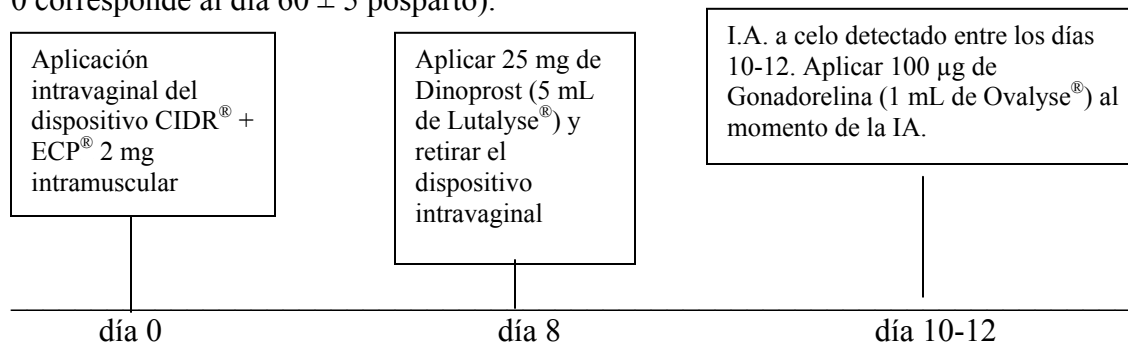 0 corresponde al día 60 ± 5 posparto).
Aplicación
intravaginal del
dispositivo CIDR® +
ECP® 2 mg
intramuscular
Aplicar 25 mg de
Dinoprost (5 mL
de Lutalyse®) y
retirar el
dispositivo
intravaginal
I.A. a celo detectado entre los días
10-12. Aplicar 100 µg de
Gonadorelina (1 mL de Ovalyse®) al
momento de la IA.
día 0
día 8
día 10-12